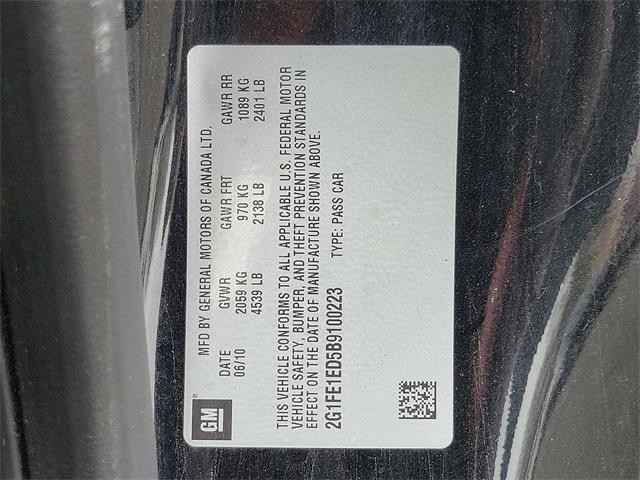 GM
MFD BY GENERAL MOTORS OF CANADA LTD.
DATE GVWR GAWR FRT GAWR RR
06/10 2059 KG 970 KG 1089 KG
4539 LB 2138 LB 2401 LB
THIS VEHICLE CONFORMS TO ALL APPLICABLE U.S. FEDERAL MOTOR
VEHICLE SAFETY, BUMPER, AND THEFT PREVENTION STANDARDS IN
EFFECT ON THE DATE OF MANUFACTURE SHOWN ABOVE.
2G1FE1ED5B9100223 TYPE: PASS CAR